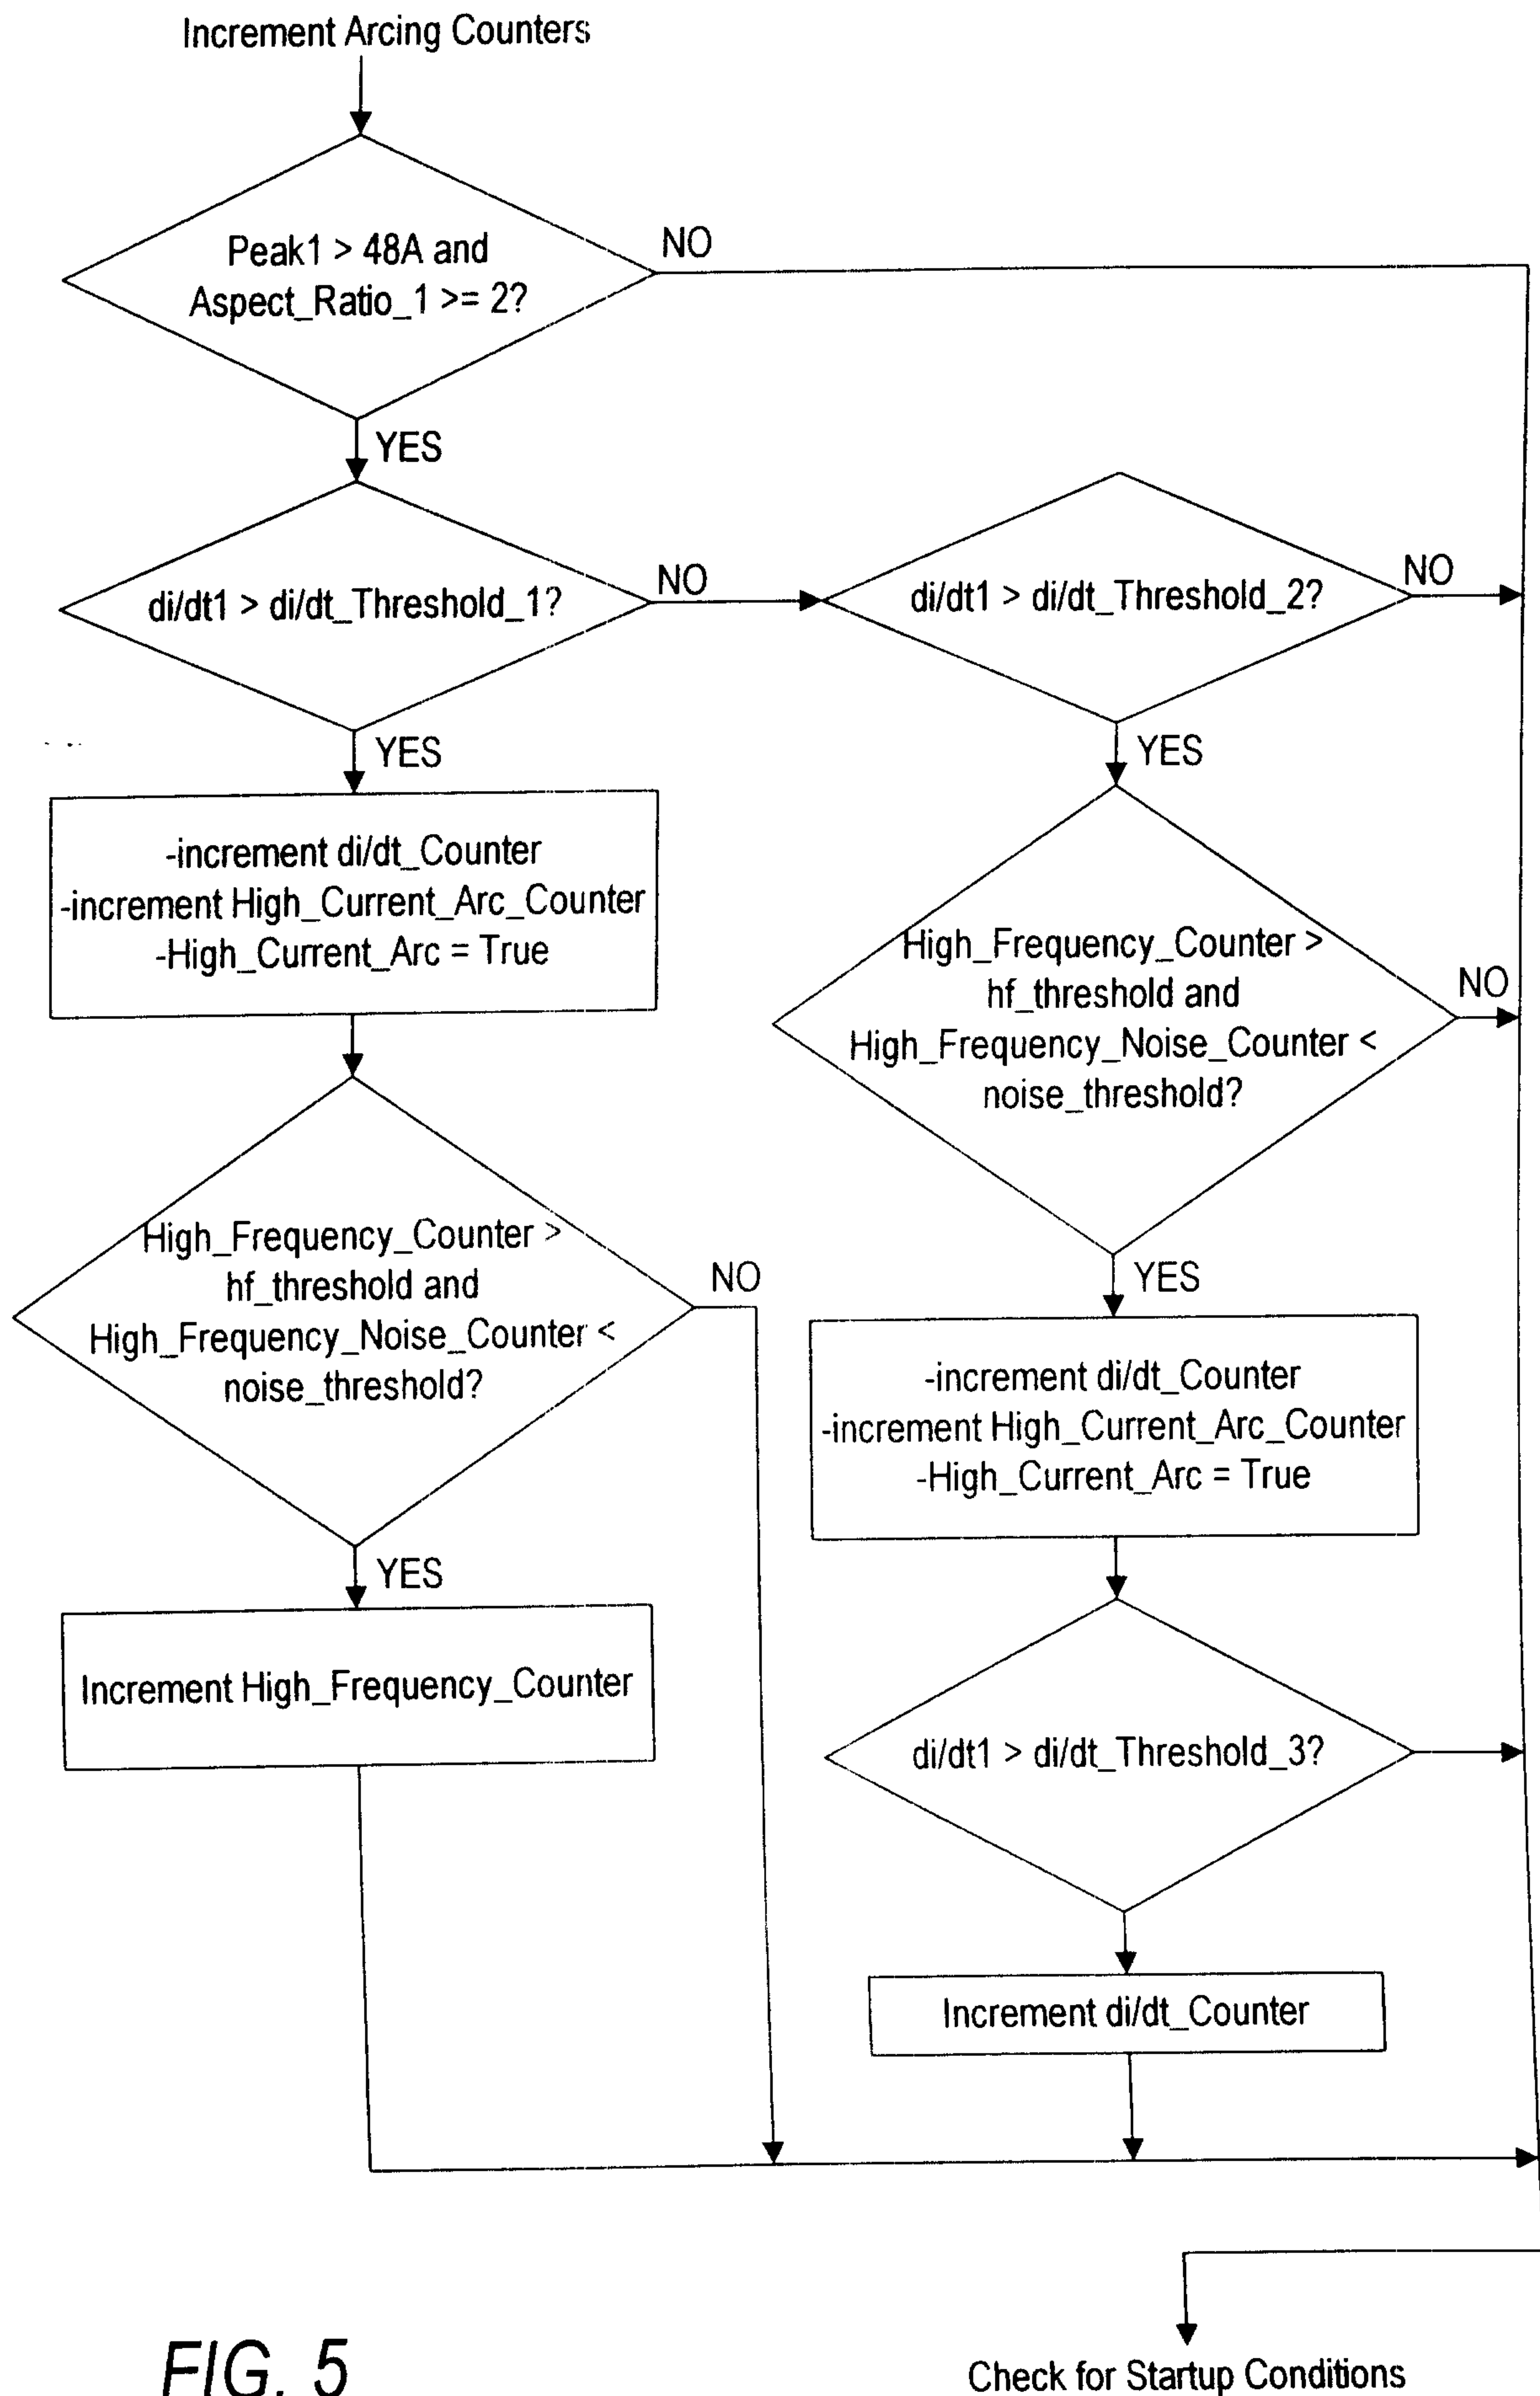 Increment Arcing Counters
Peak1 > 48A and
Aspect_Ratio_1 >= 2?
NO
YES
di/dt1 > di/dt_Threshold_1?
NO
di/dt1 > di/dt_Threshold_2?
NO
YES
YES
-increment di/dt_Counter
-increment High_Current_Arc_Counter
-High_Current_Arc = True
High_Frequency_Counter >
hf_threshold and
High_Frequency_Noise_Counter <
noise_threshold?
NO
High_Frequency_Counter >
hf_threshold and
High_Frequency_Noise_Counter <
noise_threshold?
NO
YES
YES
-increment di/dt_Counter
-increment High_Current_Arc_Counter
-High_Current_Arc = True
Increment High_Frequency_Counter
di/dt1 > di/dt_Threshold_3?
Increment di/dt_Counter
FIG. 5
Check for Startup Conditions